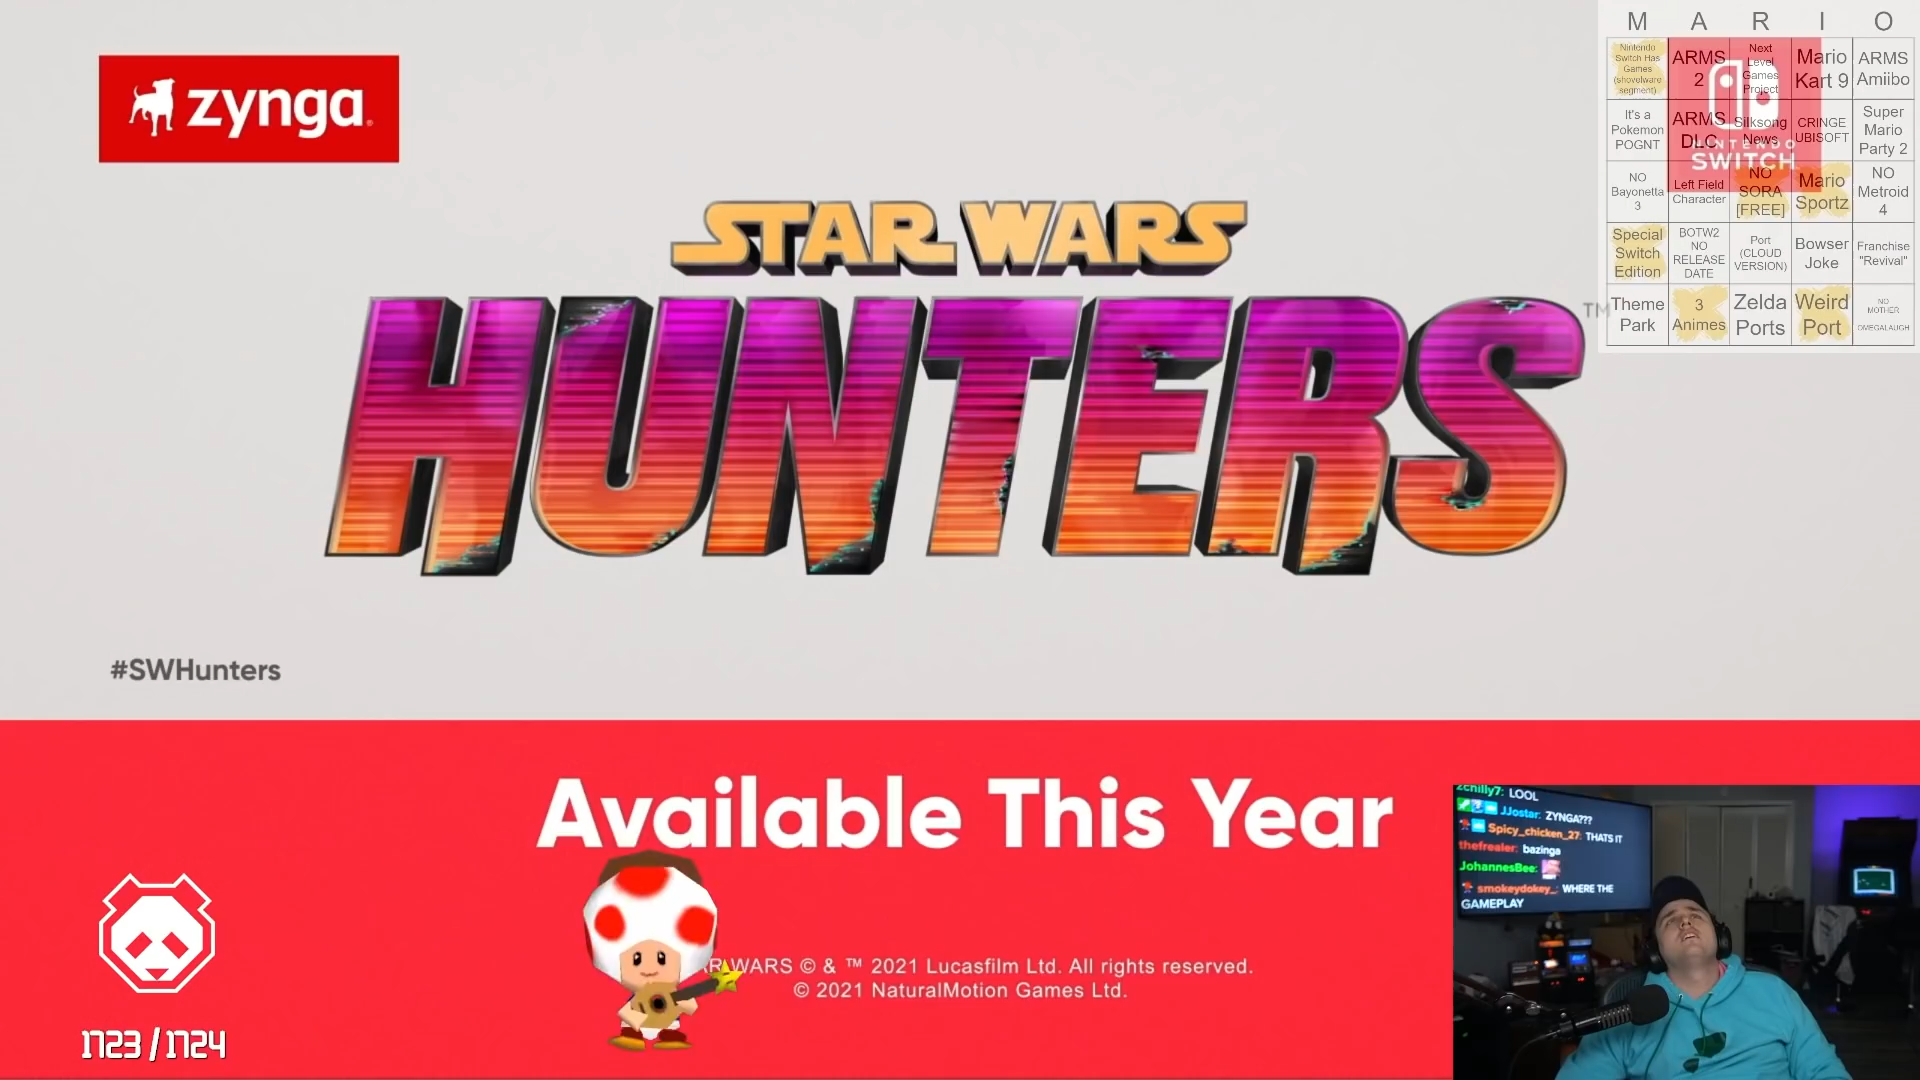 zynga
STAR WARS
HUNTERS
TM
#SWHunters
Available This Year
WARS © & ™ 2021 Lucasfilm Ltd. All rights reserved.
© 2021 NaturalMotion Games Ltd.
1723 / 1724
M A R I O
Nintendo
Switch Has
Games
(shovelware
segment)
ARMS
2
Next
Level
Games
Project
Mario
Kart 9
ARMS
Amiibo
It's a
Pokemon
POGNT
ARMS
DLC
Silksong
News
CRINGE
UBISOFT
Super
Mario
Party 2
NINTENDO
SWITCH
NO
Bayonetta
3
Left Field
Character
NO
SORA
[FREE]
Mario
Sportz
NO
Metroid
4
Special
Switch
Edition
BOTW2
NO
RELEASE
DATE
Port
(CLOUD
VERSION)
Bowser
Joke
Franchise
"Revival"
Theme
Park
3
Animes
Zelda
Ports
Weird
Port
NO
MOTHER
OMEGALAUGH
zchilly7: LOOL
JJostar: ZYNGA???
Spicy_chicken_27: THATS IT
thefrealer: bazinga
JohannesBee:
smokeydokey_: WHERE THE
GAMEPLAY